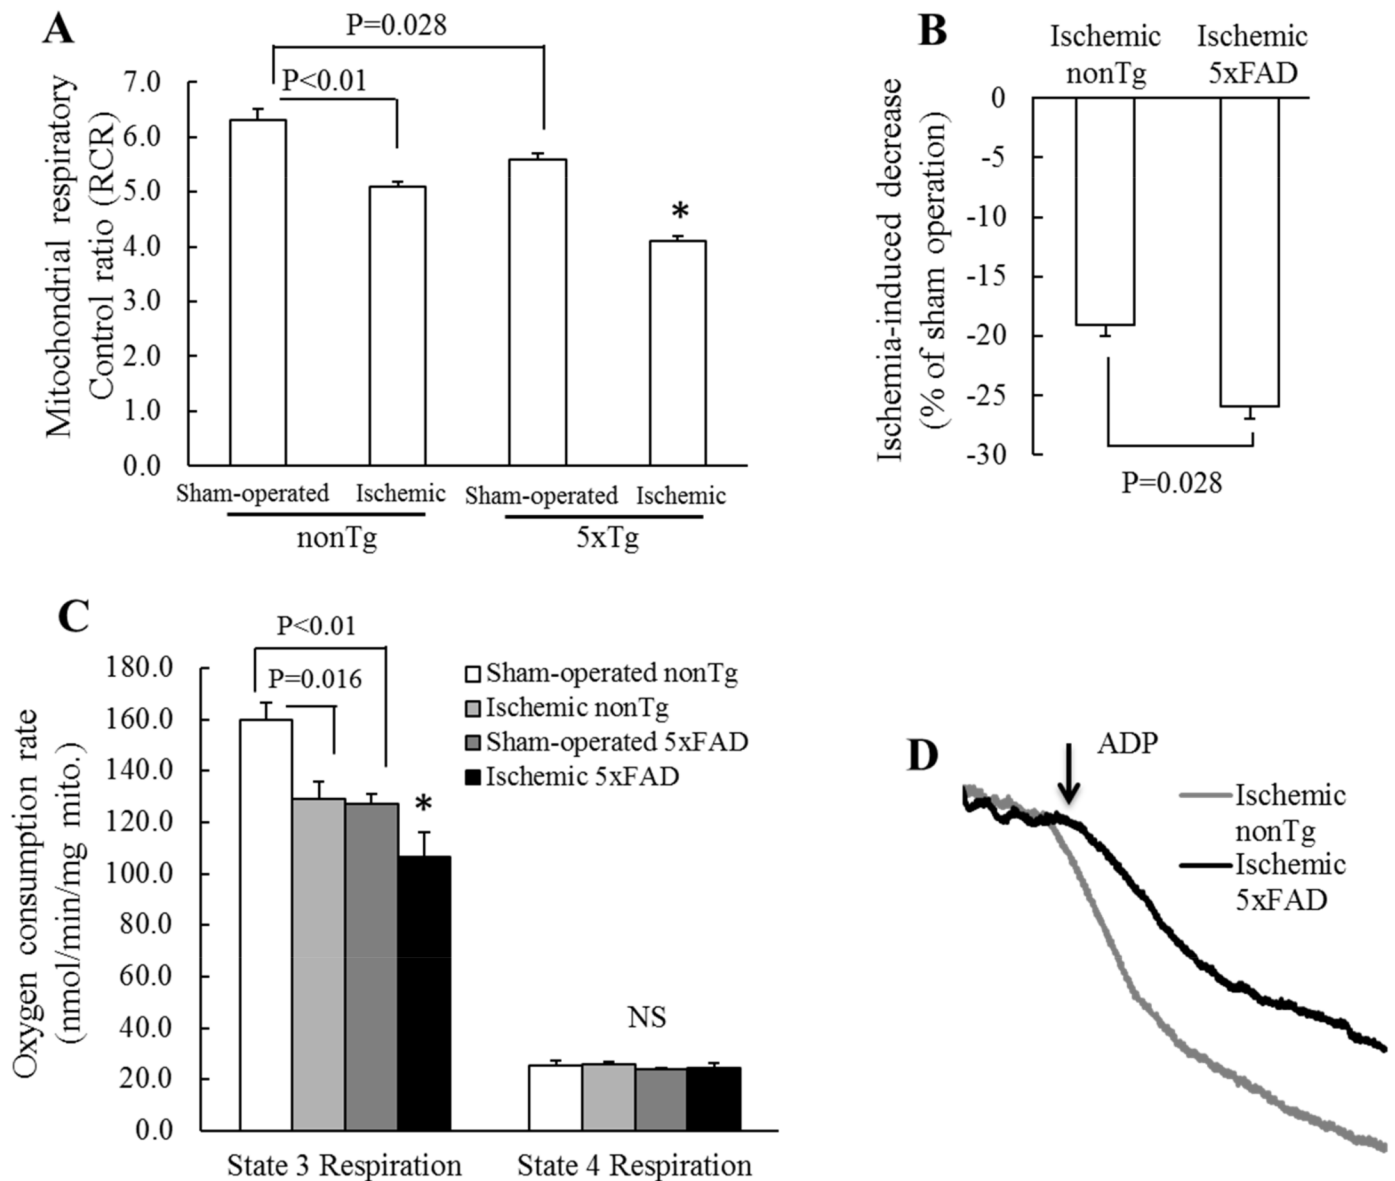 A
P=0.028
P<0.01
Mitochondrial respiratory
Control ratio (RCR)
7.0
6.0
5.0
4.0
3.0
2.0
1.0
0.0
*
Sham-operated Ischemic Sham-operated Ischemic
nonTg 5xTg
B
Ischemic nonTg
Ischemic 5xFAD
Ischemia-induced decrease
(% of sham operation)
0
-5
-10
-15
-20
-25
-30
P=0.028
C
P<0.01
P=0.016
Oxygen consumption rate
(nmol/min/mg mito.)
180.0
160.0
140.0
120.0
100.0
80.0
60.0
40.0
20.0
0.0
*
Sham-operated nonTg
Ischemic nonTg
Sham-operated 5xFAD
Ischemic 5xFAD
NS
State 3 Respiration State 4 Respiration
D
ADP
Ischemic
nonTg
Ischemic
5xFAD